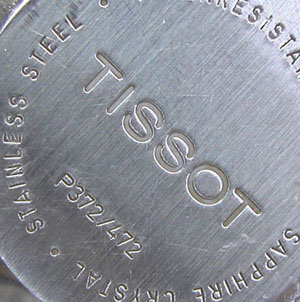 TISSOT
P372/472
STAINLESS STEEL •
SAPPHIRE CRYSTAL •